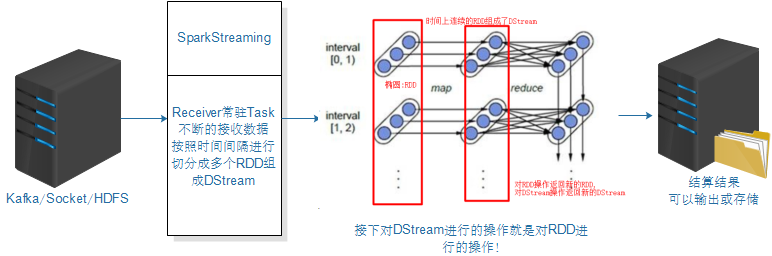 Kafka/Socket/HDFS
SparkStreaming
Receiver常驻Task
不断的接收数据
按照时间间隔进行
切分成多个RDD组
成DStream
时间上连续的RDD组成了DStream
interval
[0, 1)
椭圆:RDD
map
reduce
interval
[1, 2)
对RDD操作返回新的RDD,
对DStream操作返回新的DStream
接下对DStream进行的操作就是对RDD进
行的操作!
结算结果
可以输出或存储